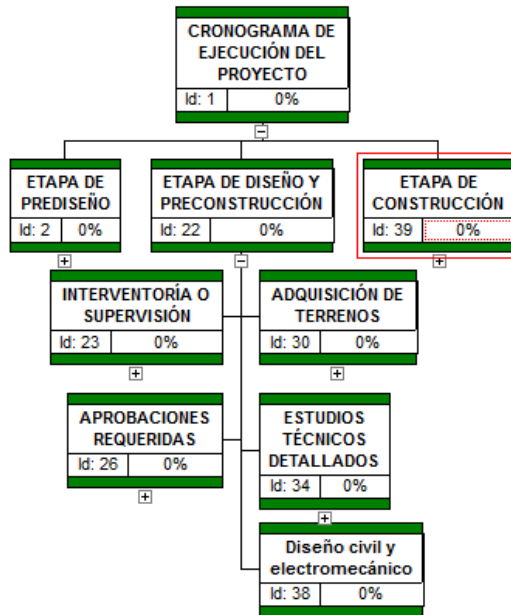 CRONOGRAMA DE
EJECUCIÓN DEL
PROYECTO
Id: 1 0%
ETAPA DE
PREDISEÑO
Id: 2 0%
ETAPA DE DISEÑO Y
PRECONSTRUCCIÓN
Id: 22 0%
ETAPA DE
CONSTRUCCIÓN
Id: 39 0%
INTERVENTORÍA O
SUPERVISIÓN
Id: 23 0%
ADQUISICIÓN DE
TERRENOS
Id: 30 0%
APROBACIONES
REQUERIDAS
Id: 26 0%
ESTUDIOS
TÉCNICOS
DETALLADOS
Id: 34 0%
Diseño civil y
electromecánico
Id: 38 0%